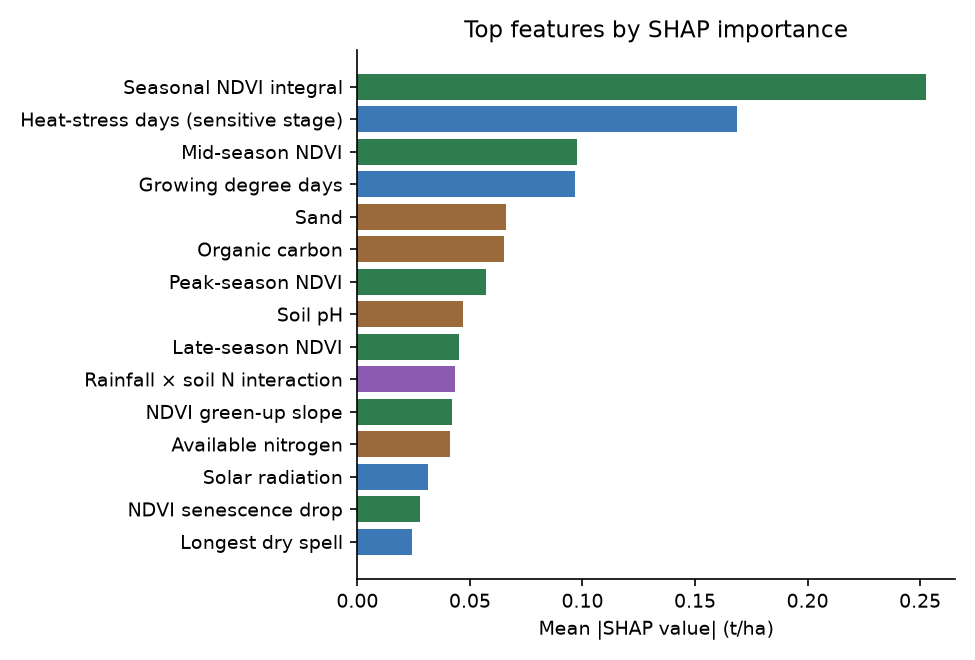 Top features by SHAP importance
Seasonal NDVI integral
Heat-stress days (sensitive stage)
Mid-season NDVI
Growing degree days
Sand
Organic carbon
Peak-season NDVI
Soil pH
Late-season NDVI
Rainfall × soil N interaction
NDVI green-up slope
Available nitrogen
Solar radiation
NDVI senescence drop
Longest dry spell
0.00 0.05 0.10 0.15 0.20 0.25
Mean |SHAP value| (t/ha)